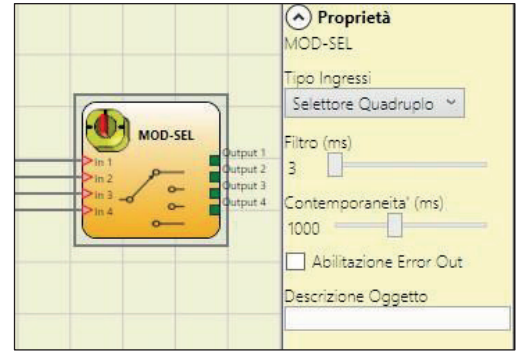 MOD-SEL
In 1
In 2
In 3
In 4
Output 1
Output 2
Output 3
Output 4
Proprietà
MOD-SEL
Tipo Ingressi
Selettore Quadruplo
Filtro (ms)
3
Contemporaneita' (ms)
1000
Abilitazione Error Out
Descrizione Oggetto